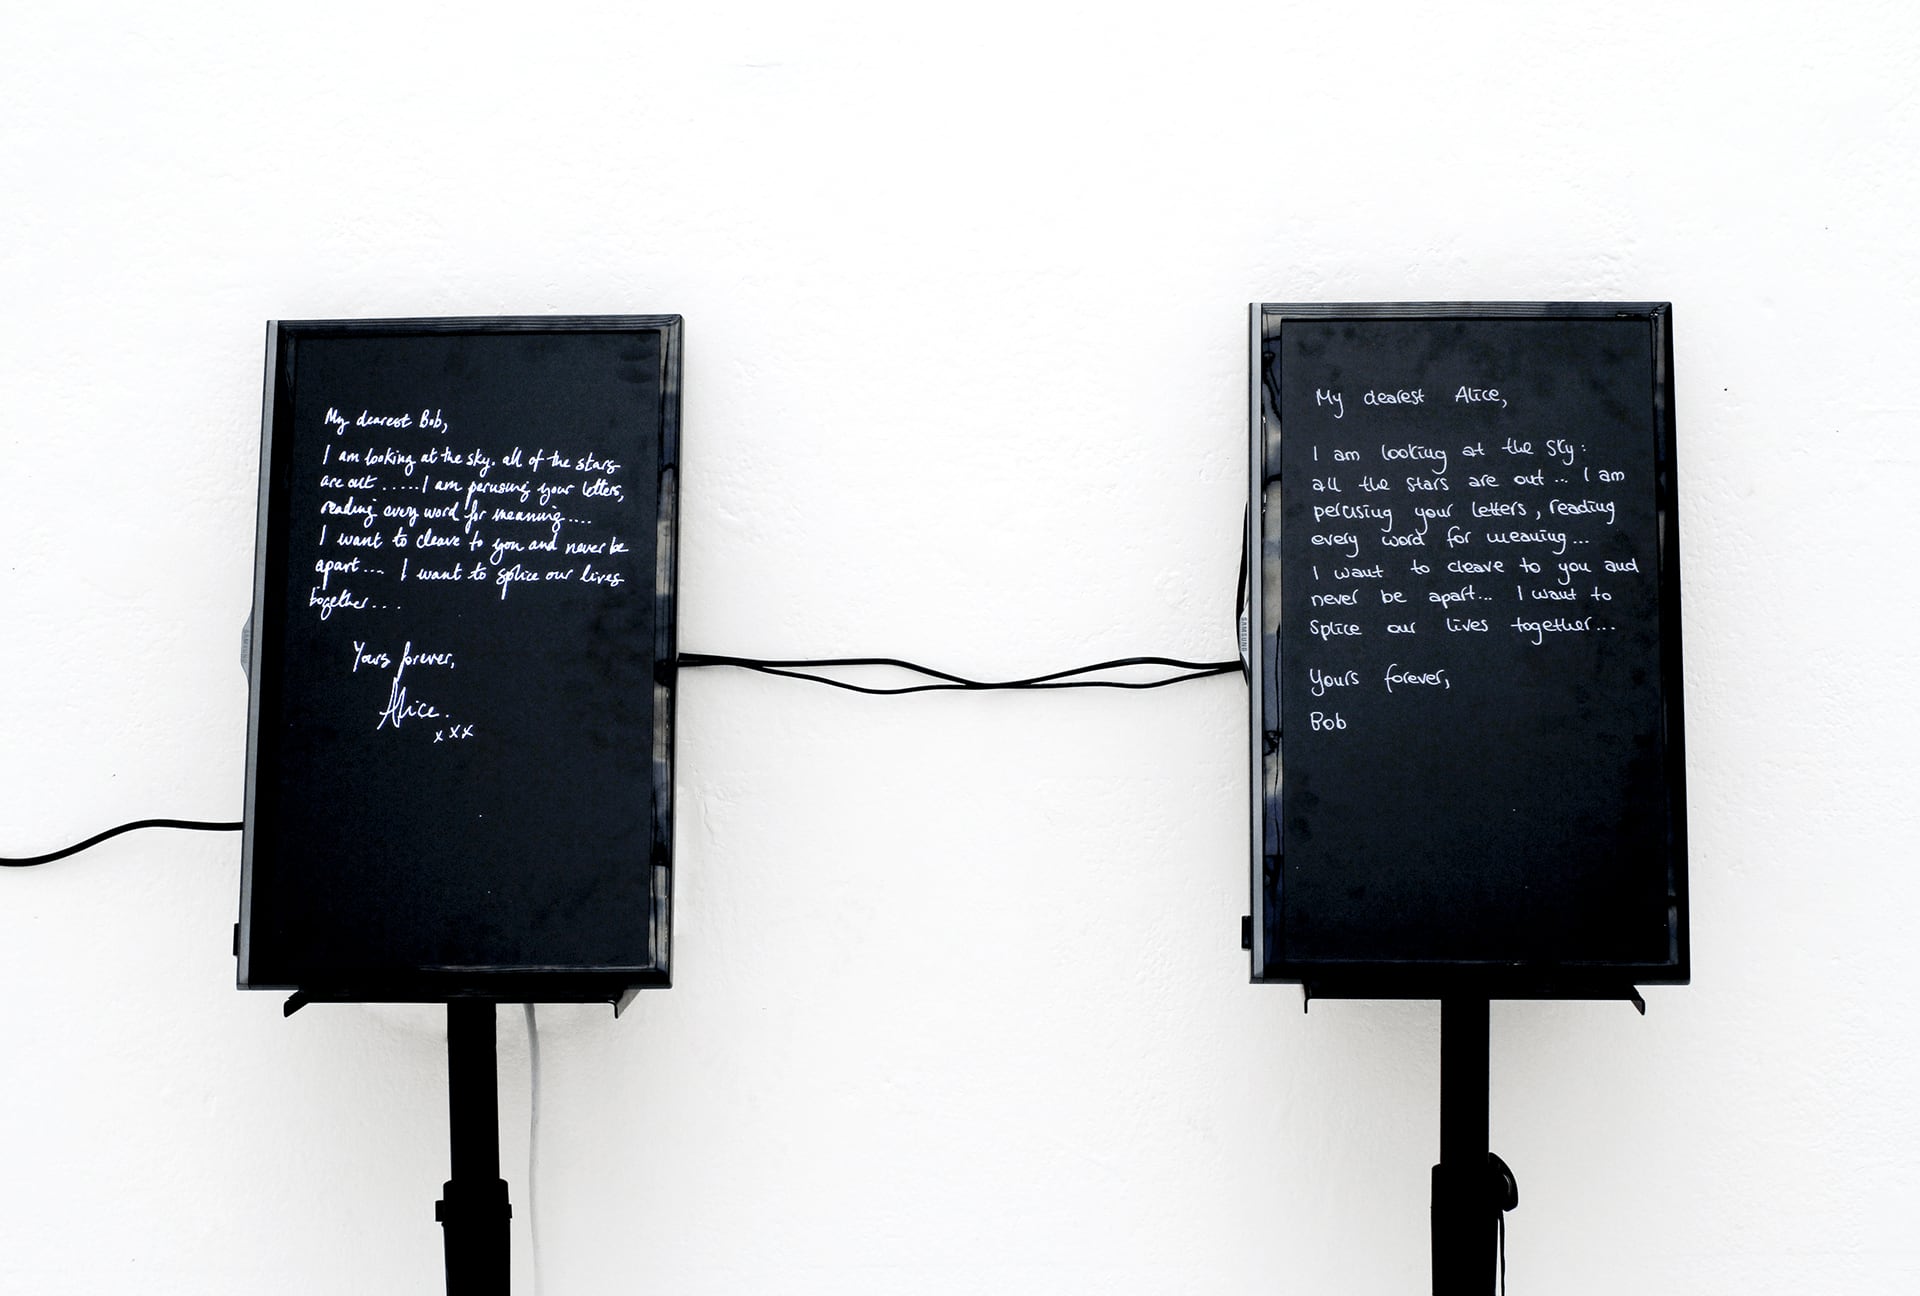 My dearest Bob,
I am looking at the sky. all of the stars
are out ..... I am perusing your letters,
reading every word for meaning....
I want to cleave to you and never be
apart.... I want to splice our lives
together...
Yours forever,
Alice.
xxx
SAMSUNG
My dearest Alice,
I am looking at the sky:
all the stars are out ... I am
perusing your letters, reading
every word for meaning...
I want to cleave to you and
never be apart... I want to
splice our lives together...
Yours forever,
Bob
SAMSUNG